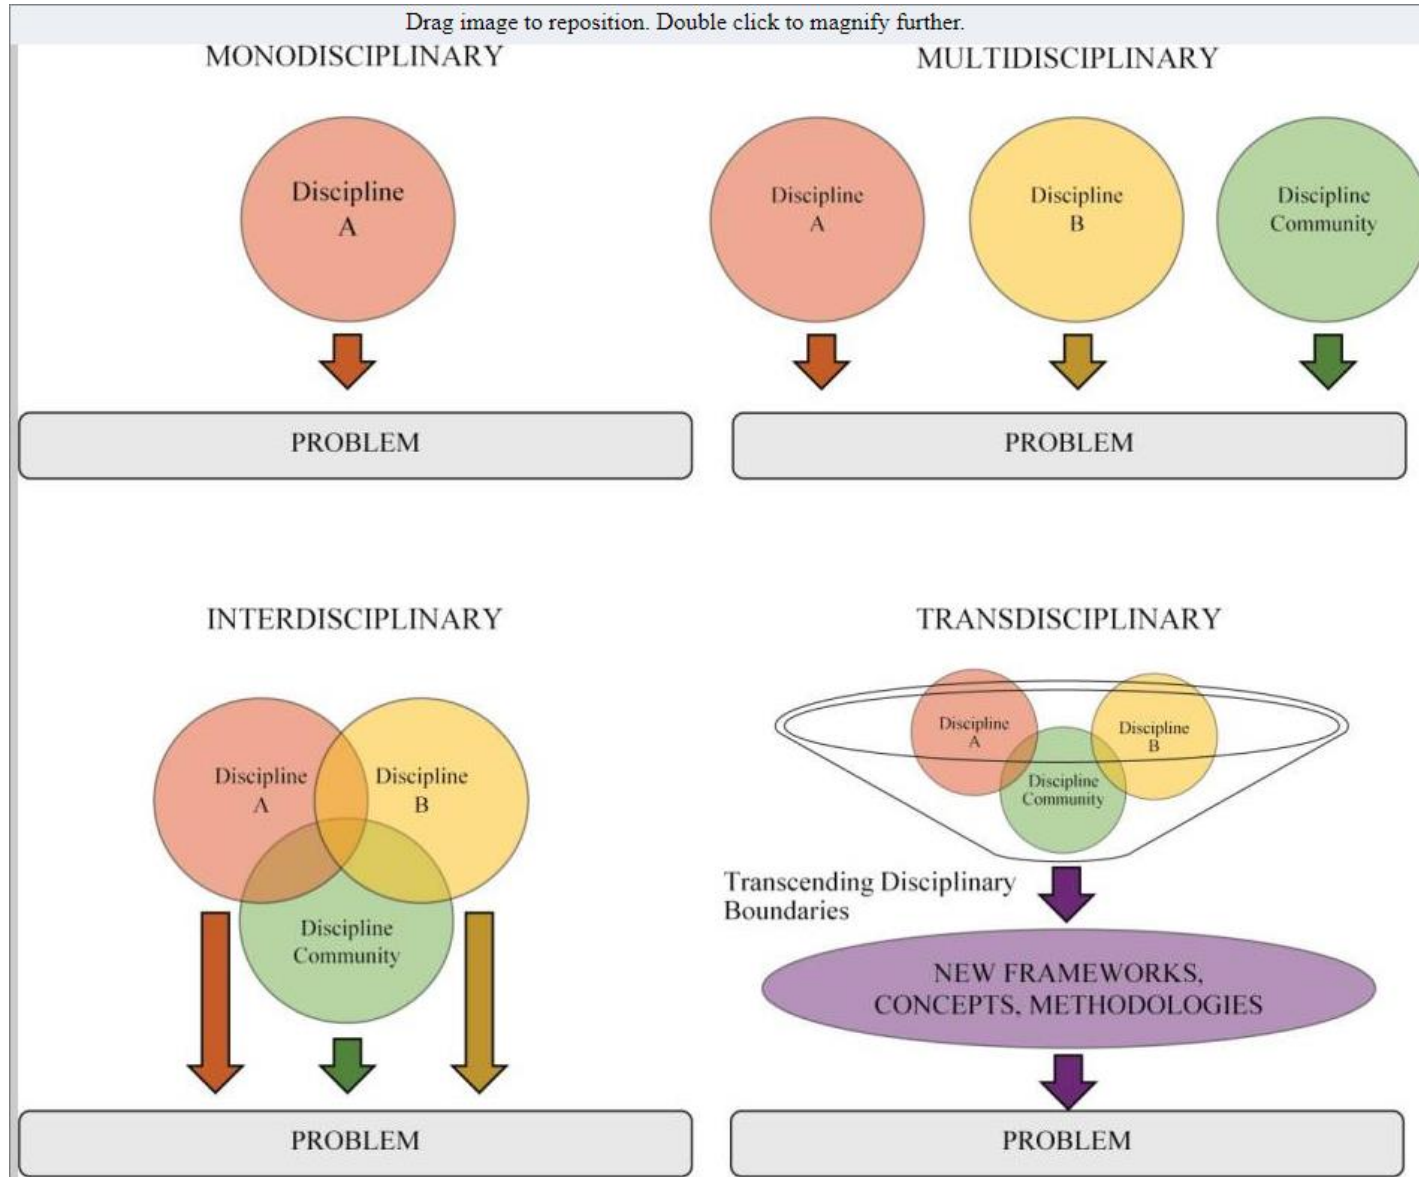 Drag image to reposition. Double click to magnify further.
MONODISCIPLINARY
Discipline
A
PROBLEM
MULTIDISCIPLINARY
Discipline
A
Discipline
B
Discipline
Community
PROBLEM
INTERDISCIPLINARY
Discipline
A
Discipline
B
Discipline
Community
PROBLEM
TRANSDISCIPLINARY
Discipline
A
Discipline
B
Discipline
Community
Transcending Disciplinary
Boundaries
NEW FRAMEWORKS,
CONCEPTS, METHODOLOGIES
PROBLEM